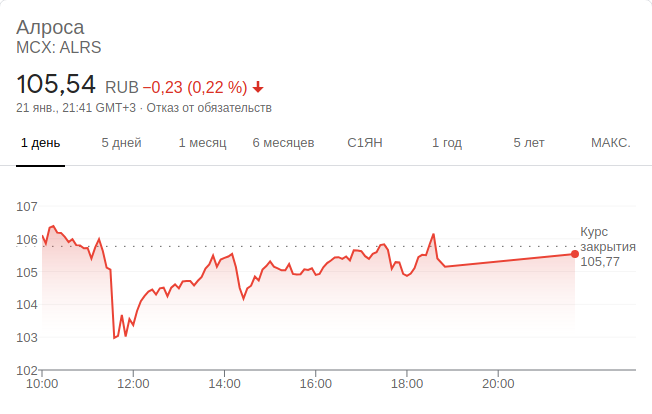 Алроса
MCX: ALRS
105,54 RUB −0,23 (0,22 %)
21 янв., 21:41 GMT+3 · Отказ от обязательств
1 день 5 дней 1 месяц 6 месяцев С1ЯН 1 год 5 лет МАКС.
107
106
105
104
103
102
Курс
закрытия
105,77
10:00 12:00 14:00 16:00 18:00 20:00